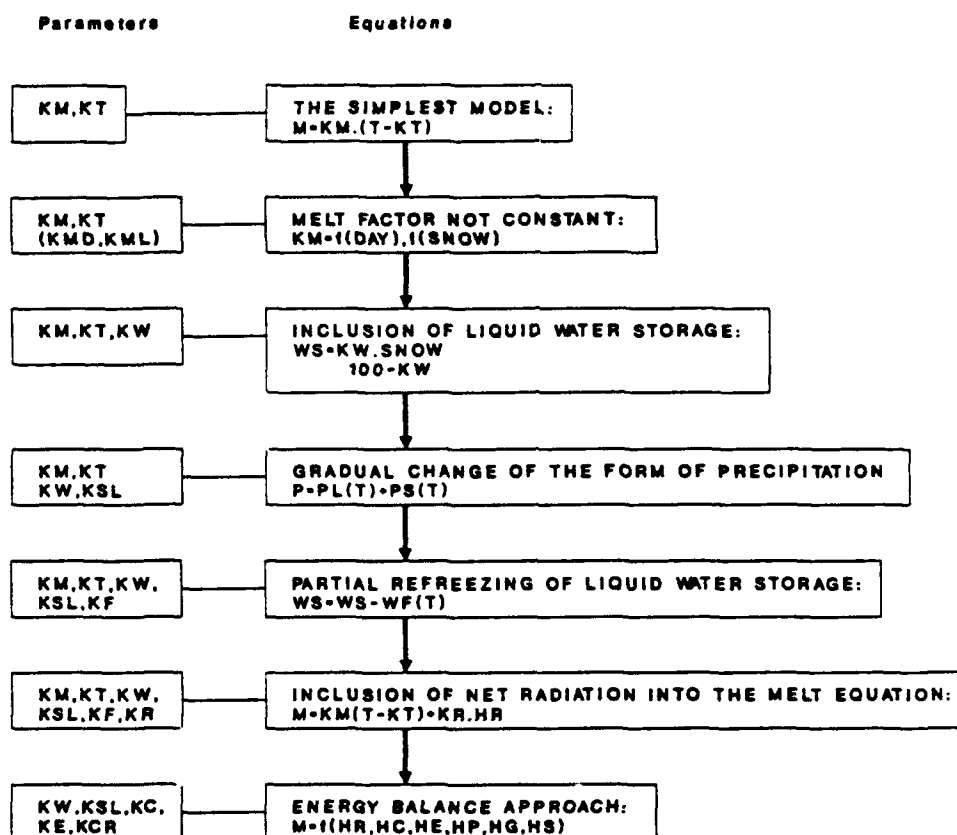 Parameters Equations
KM,KT
THE SIMPLEST MODEL:
M=KM.(T-KT)
KM,KT
(KMD,KML)
MELT FACTOR NOT CONSTANT:
KM=f(DAY),f(SNOW)
KM,KT,KW
INCLUSION OF LIQUID WATER STORAGE:
WS=KW.SNOW
100-KW
KM,KT
KW,KSL
GRADUAL CHANGE OF THE FORM OF PRECIPITATION
P=PL(T)+PS(T)
KM,KT,KW,
KSL,KF
PARTIAL REFREEZING OF LIQUID WATER STORAGE:
WS=WS-WF(T)
KM,KT,KW,
KSL,KF,KR
INCLUSION OF NET RADIATION INTO THE MELT EQUATION:
M=KM(T-KT)+KR.HR
KW,KSL,KC,
KE,KCR
ENERGY BALANCE APPROACH:
M=f(HR,HC,HE,HP,HG,HS)